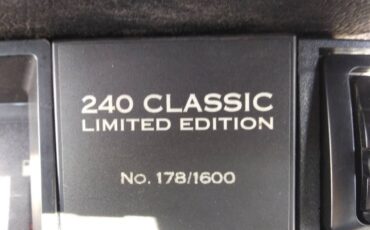 240 CLASSIC
LIMITED EDITION
No. 178/1600